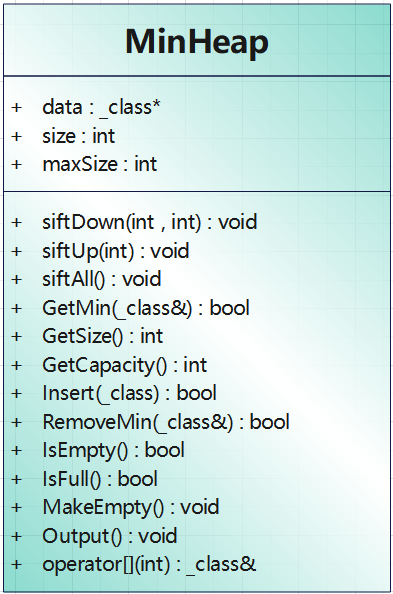 MinHeap
+ data : _class*
+ size : int
+ maxSize : int
+ siftDown(int , int) : void
+ siftUp(int) : void
+ siftAll() : void
+ GetMin(_class&) : bool
+ GetSize() : int
+ GetCapacity() : int
+ Insert(_class) : bool
+ RemoveMin(_class&) : bool
+ IsEmpty() : bool
+ IsFull() : bool
+ MakeEmpty() : void
+ Output() : void
+ operator[](int) : _class&